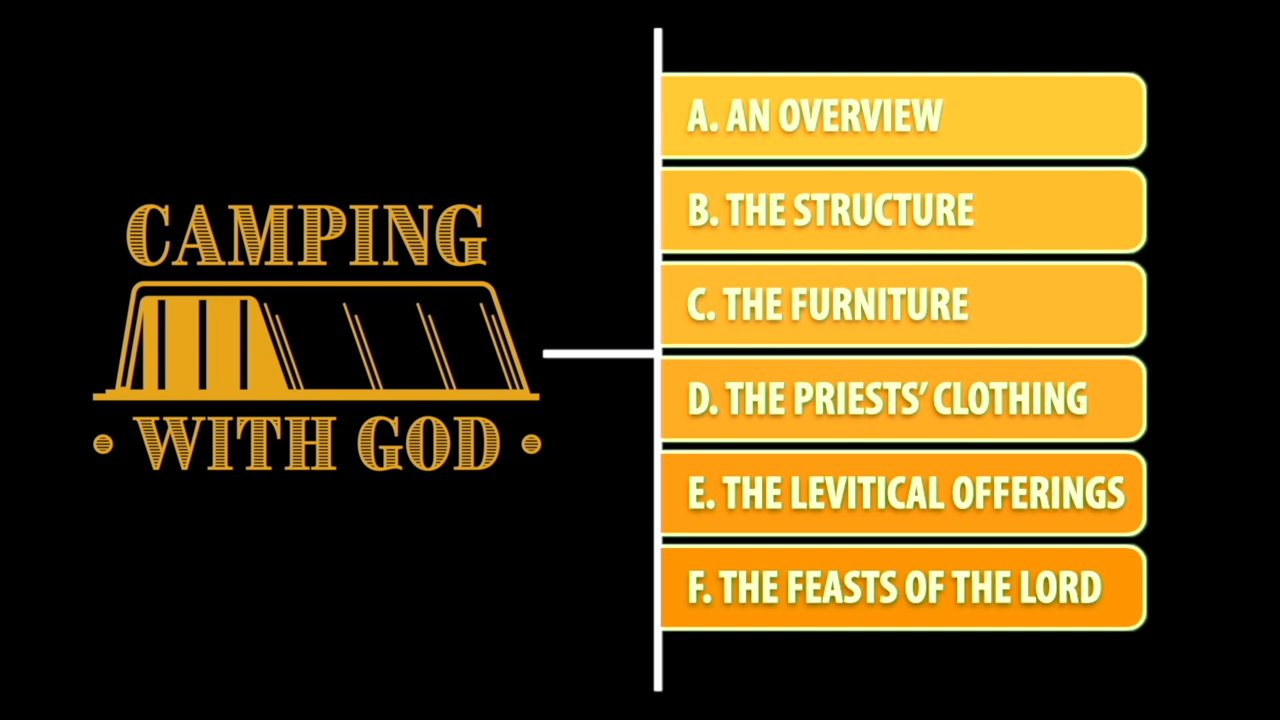 CAMPING
• WITH GOD •
A. AN OVERVIEW
B. THE STRUCTURE
C. THE FURNITURE
D. THE PRIESTS’ CLOTHING
E. THE LEVITICAL OFFERINGS
F. THE FEASTS OF THE LORD